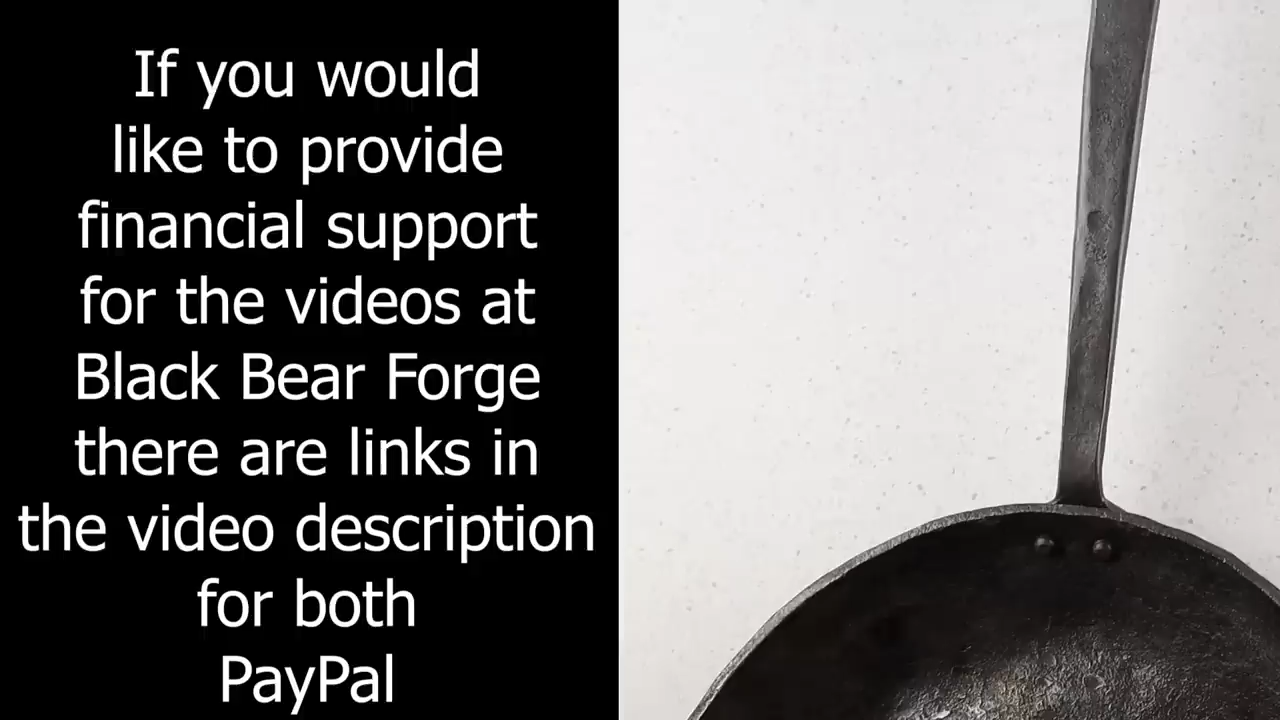 If you would
like to provide
financial support
for the videos at
Black Bear Forge
there are links in
the video description
for both
PayPal